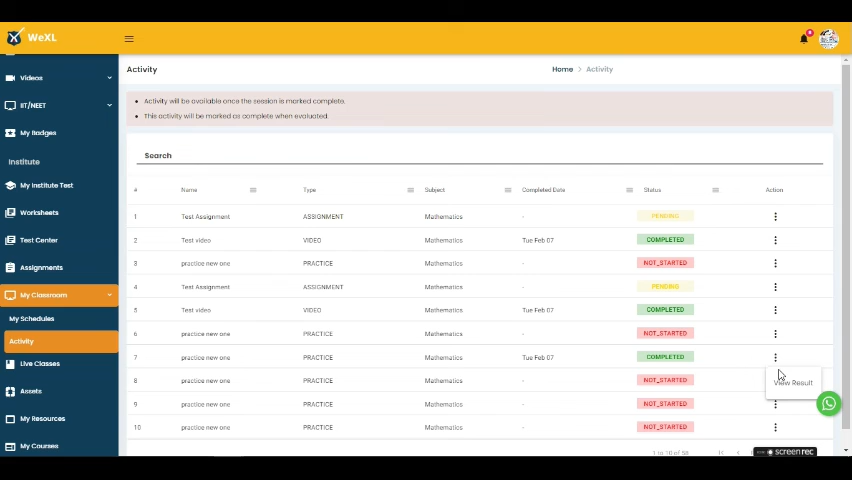 WeXL
8
Videos
IIT/NEET
My Badges
Institute
My Institute Test
Worksheets
Test Center
Assignments
My Classroom
My Schedules
Activity
Live Classes
Assets
My Resources
My Courses
Activity
Home > Activity
Activity will be available once the session is marked complete.
This activity will be marked as complete when evaluated.
Search
# Name Type Subject Completed Date Status Action
1 Test Assignment ASSIGNMENT Mathematics - PENDING
2 Test video VIDEO Mathematics Tue Feb 07 COMPLETED
3 practice new one PRACTICE Mathematics - NOT_STARTED
4 Test Assignment ASSIGNMENT Mathematics - PENDING
5 Test video VIDEO Mathematics Tue Feb 07 COMPLETED
6 practice new one PRACTICE Mathematics - NOT_STARTED
7 practice new one PRACTICE Mathematics Tue Feb 07 COMPLETED
View Result
8 practice new one PRACTICE Mathematics - NOT_STARTED
9 practice new one PRACTICE Mathematics - NOT_STARTED
10 practice new one PRACTICE Mathematics - NOT_STARTED
1 to 10 of 58
screenrec